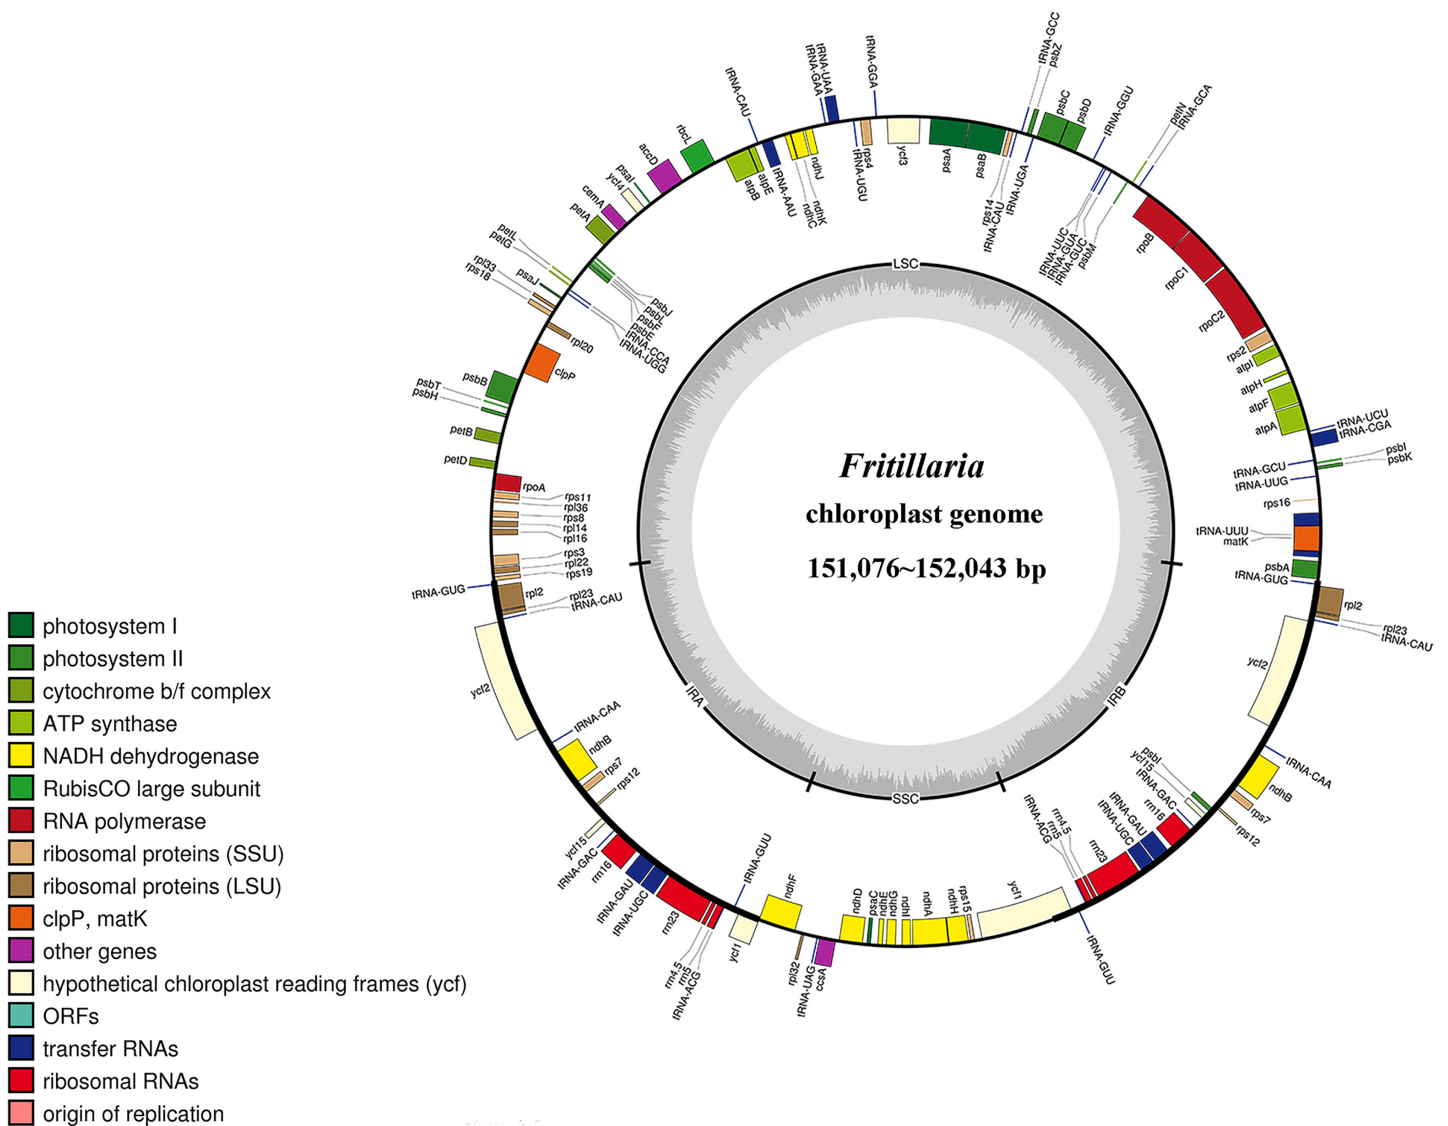 tRNA-GCC
psbZ
tRNA-UAA
tRNA-GAA
tRNA-GGA
tRNA-CAU
psbC
psbD
tRNA-GGU
petN
tRNA-GCA
rbcL
accD
psaI
ycf4
cemA
petA
petL
petG
psaJ
rpl33
rps18
atpB
atpE
tRNA-AAU
ndhC
ndhK
ndhJ
tRNA-UGU
rps4
ycf3
psaA
psaB
rps14
tRNA-CAU
tRNA-UGA
tRNA-UUC
tRNA-GUA
tRNA-GUC
psbM
rpoB
rpoC1
rpoC2
rps2
atpI
atpH
atpF
atpA
psbJ
psbL
psbF
psbE
tRNA-CCA
tRNA-UGG
rpl20
clpP
psbB
psbT
psbH
petB
petD
rpoA
rps11
rpl36
rps8
rpl14
rpl16
rps3
rpl22
rps19
tRNA-GUG
rpl2
rpl23
tRNA-CAU
tRNA-UCU
tRNA-CGA
psbI
psbK
tRNA-GCU
tRNA-UUG
rps16
tRNA-UUU
matK
psbA
tRNA-GUG
rpl2
rpl23
tRNA-CAU
LSC
Fritillaria
chloroplast genome
151,076~152,043 bp
IRA
IRB
SSC
ycf2
tRNA-CAA
ndhB
rps7
rps12
ycf15
tRNA-GAC
rrn16
tRNA-GAU
tRNA-UGC
rrn23
rrn4.5
rrn5
tRNA-ACG
tRNA-GUU
ycf1
ndhF
rpl32
tRNA-UAG
ccsA
ndhD
psaC
ndhE
ndhG
ndhI
ndhA
ndhH
rps15
ycf1
tRNA-GUU
tRNA-ACG
rrn5
rrn4.5
rrn23
tRNA-UGC
tRNA-GAU
rrn16
tRNA-GAC
ycf15
psbI
rps12
rps7
ndhB
tRNA-CAA
ycf2
photosystem I
photosystem II
cytochrome b/f complex
ATP synthase
NADH dehydrogenase
RubisCO large subunit
RNA polymerase
ribosomal proteins (SSU)
ribosomal proteins (LSU)
clpP, matK
other genes
hypothetical chloroplast reading frames (ycf)
ORFs
transfer RNAs
ribosomal RNAs
origin of replication